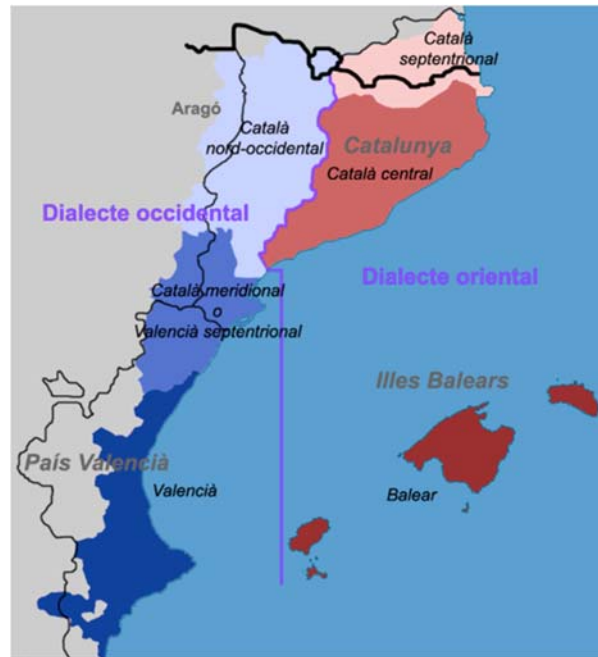 Català
septentrional
Aragó
Català
nord-occidental
Catalunya
Català central
Dialecte occidental
Dialecte oriental
Català meridional
o
Valencià septentrional
Illes Balears
País Valencià
Valencià
Balear